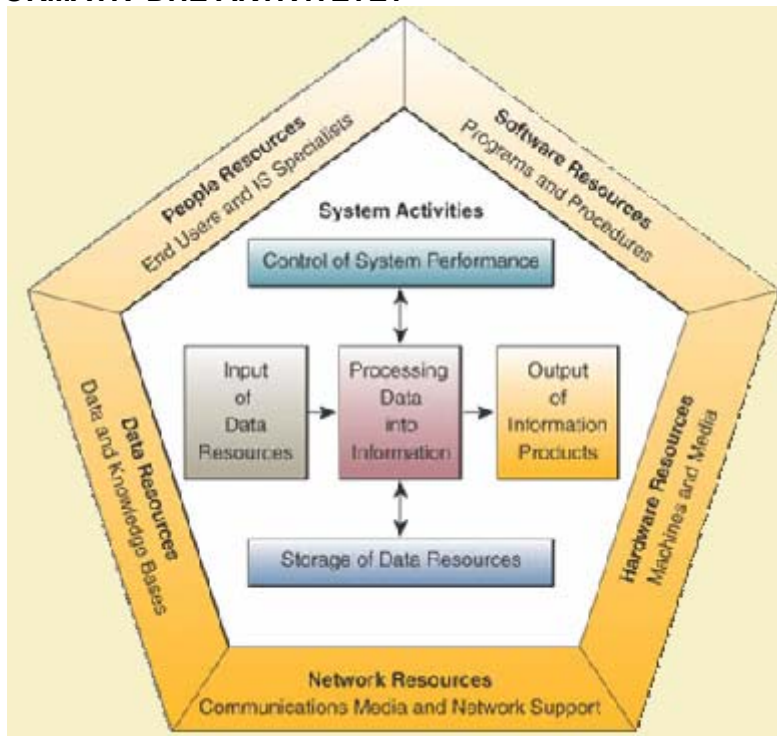 People Resources
End Users and IS Specialists
Software Resources
Programs and Procedures
System Activities
Control of System Performance
Input
of
Data
Resources
Processing
Data
into
Information
Output
of
Information
Products
Storage of Data Resources
Data Resources
Data and Knowledge Bases
Hardware Resources
Machines and Media
Network Resources
Communications Media and Network Support